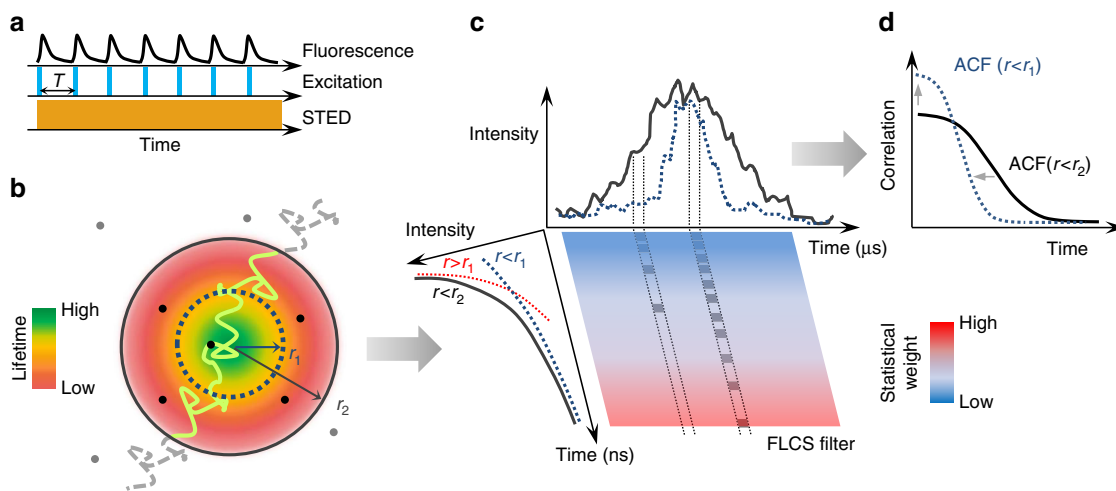 a
Fluorescence
T
Excitation
STED
Time
b
High
Lifetime
Low
r1
r2
c
Intensity
Time (µs)
Intensity
r>r1
r<r1
r<r2
Time (ns)
FLCS filter
d
ACF (r<r1)
ACF(r<r2)
Correlation
Time
High
Statistical
weight
Low